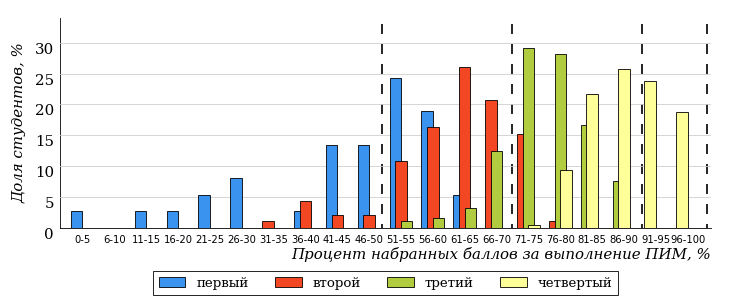 Доля студентов, %
30
25
20
15
10
5
0
0-5 6-10 11-15 16-20 21-25 26-30 31-35 36-40 41-45 46-50 51-55 56-60 61-65 66-70 71-75 76-80 81-85 86-90 91-95 96-100
Процент набранных баллов за выполнение ПИМ, %
первый второй третий четвертый